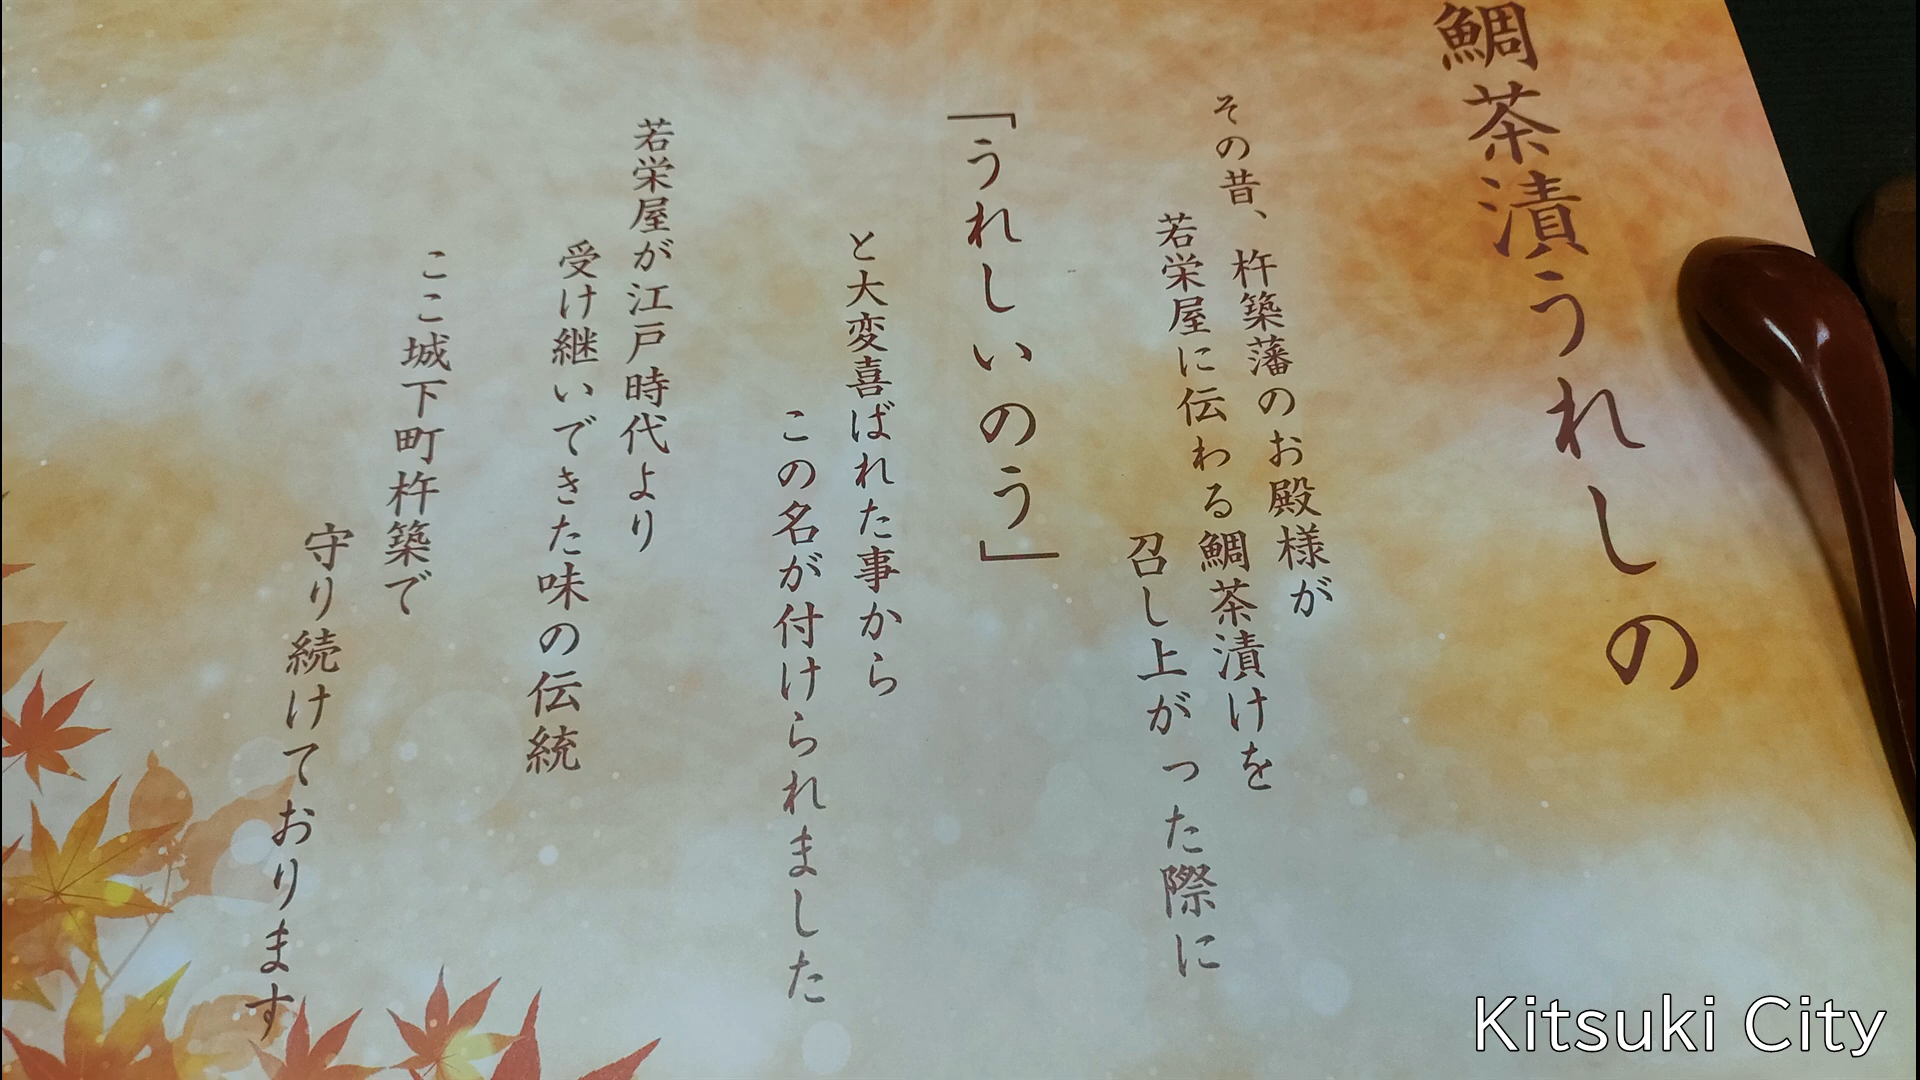 鯛茶漬うれしの
その昔、杵築藩のお殿様が
若栄屋に伝わる鯛茶漬けを
召し上がった際に
「うれしいのう」
と大変喜ばれた事から
この名が付けられました
若栄屋が江戸時代より
受け継いできた味の伝統
ここ城下町杵築で
守り続けております
Kitsuki City